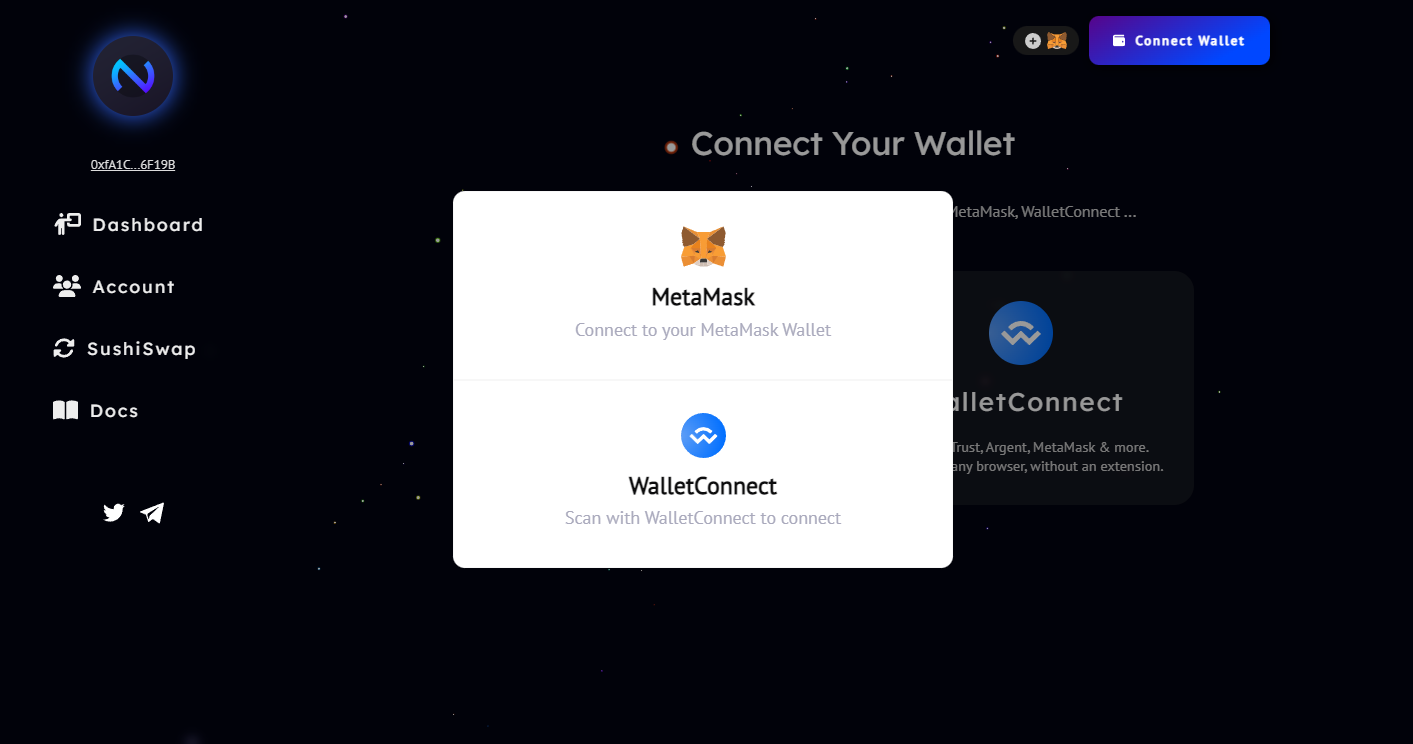 Connect Wallet
0xfA1C...6F19B
Dashboard
Account
SushiSwap
Docs
Connect Your Wallet
MetaMask, WalletConnect ...
MetaMask
Connect to your MetaMask Wallet
WalletConnect
Scan with WalletConnect to connect
alletConnect
Trust, Argent, MetaMask & more.
any browser, without an extension.